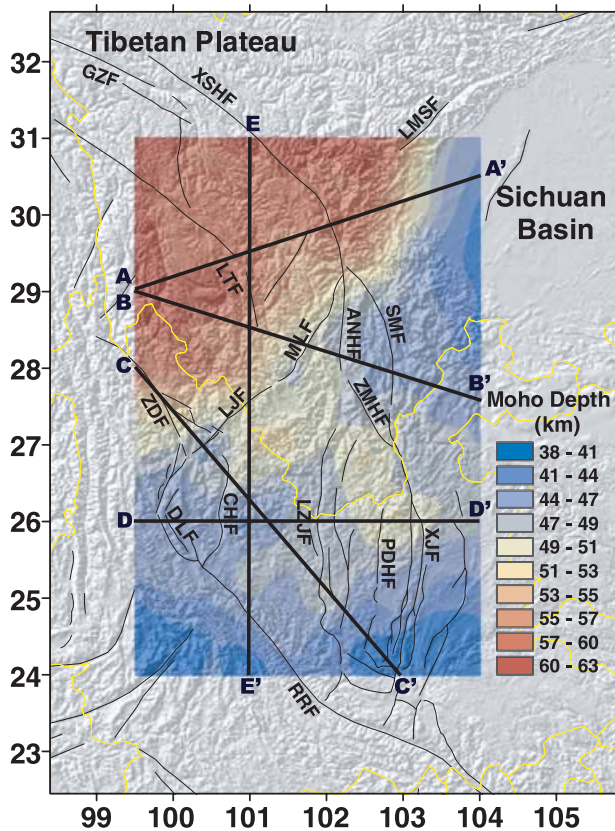 Tibetan Plateau
GZF
XSHF
LMSF
E
A'
Sichuan
Basin
A
B
LTF
MLF
ANHF
SMF
C
ZDF
LJF
ZMHF
B'
Moho Depth
(km)
38 - 41
41 - 44
44 - 47
47 - 49
49 - 51
51 - 53
53 - 55
55 - 57
57 - 60
60 - 63
D
DLF
CHF
LZJF
PDHF
XJF
D'
E'
RRF
C'
32
31
30
29
28
27
26
25
24
23
99 100 101 102 103 104 105